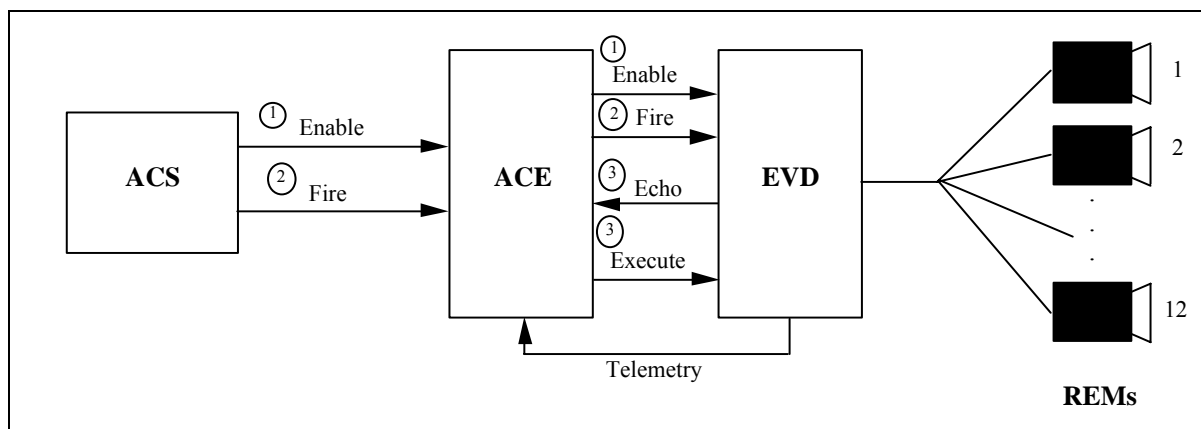 ACS
1 Enable
2 Fire
ACE
1
Enable
2 Fire
3 Echo
3
Execute
EVD
Telemetry
1
2
.
.
.
12
REMs